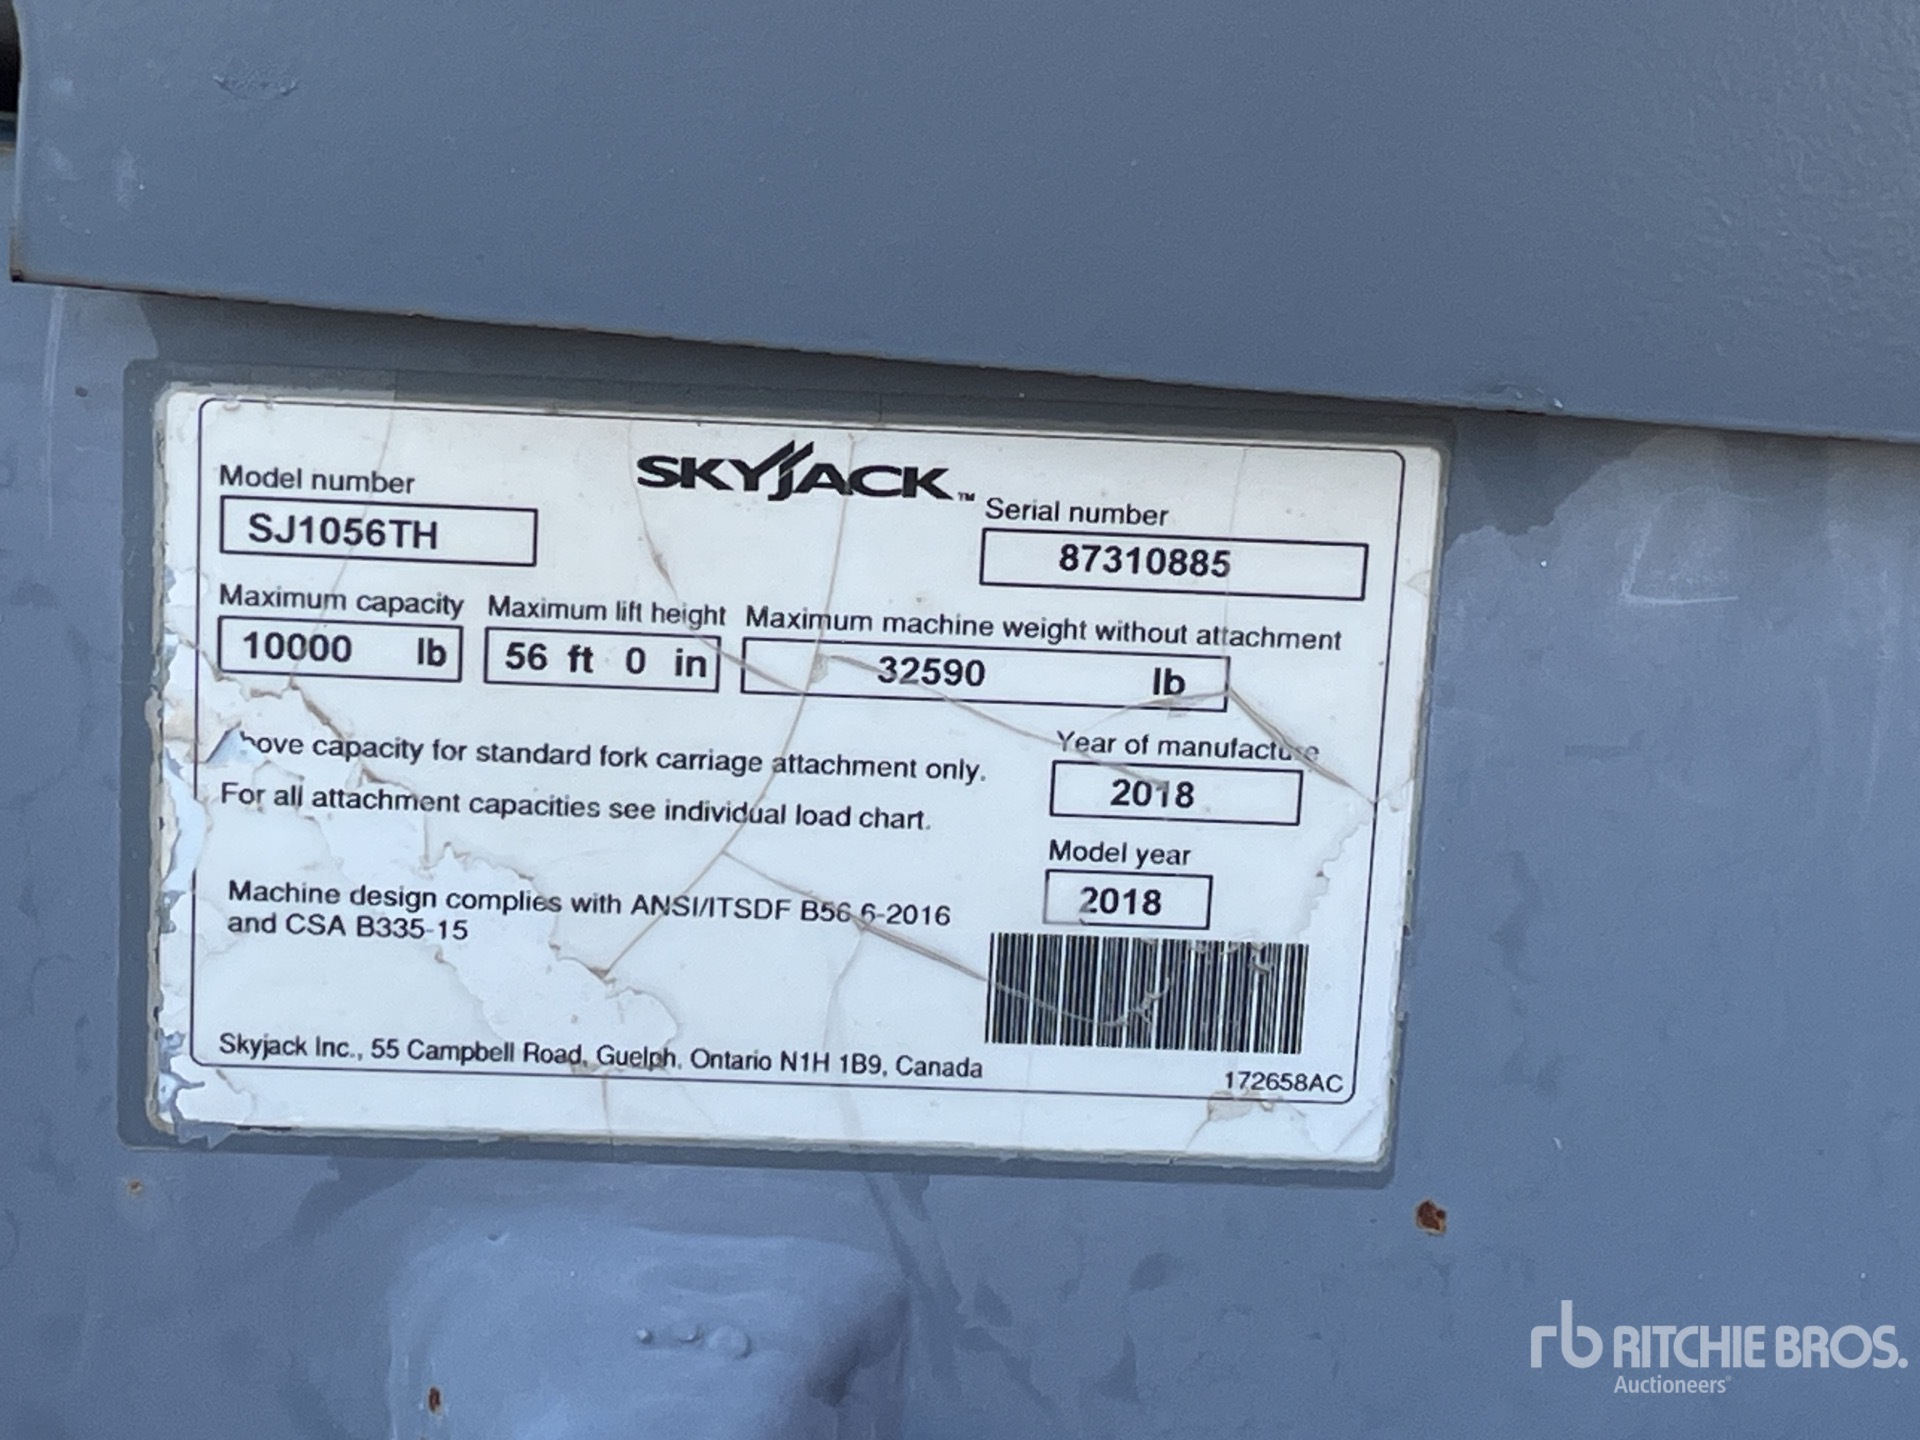 SKYJACK™
Model number
SJ1056TH
Serial number
87310885
Maximum capacity
10000 lb
Maximum lift height
56 ft 0 in
Maximum machine weight without attachment
32590 lb
bove capacity for standard fork carriage attachment only.
For all attachment capacities see individual load chart.
Year of manufacture
2018
Model year
2018
Machine design complies with ANSI/ITSDF B56.6-2016
and CSA B335-15
Skyjack Inc., 55 Campbell Road, Guelph, Ontario N1H 1B9, Canada
172658AC
rb RITCHIE BROS.
Auctioneers